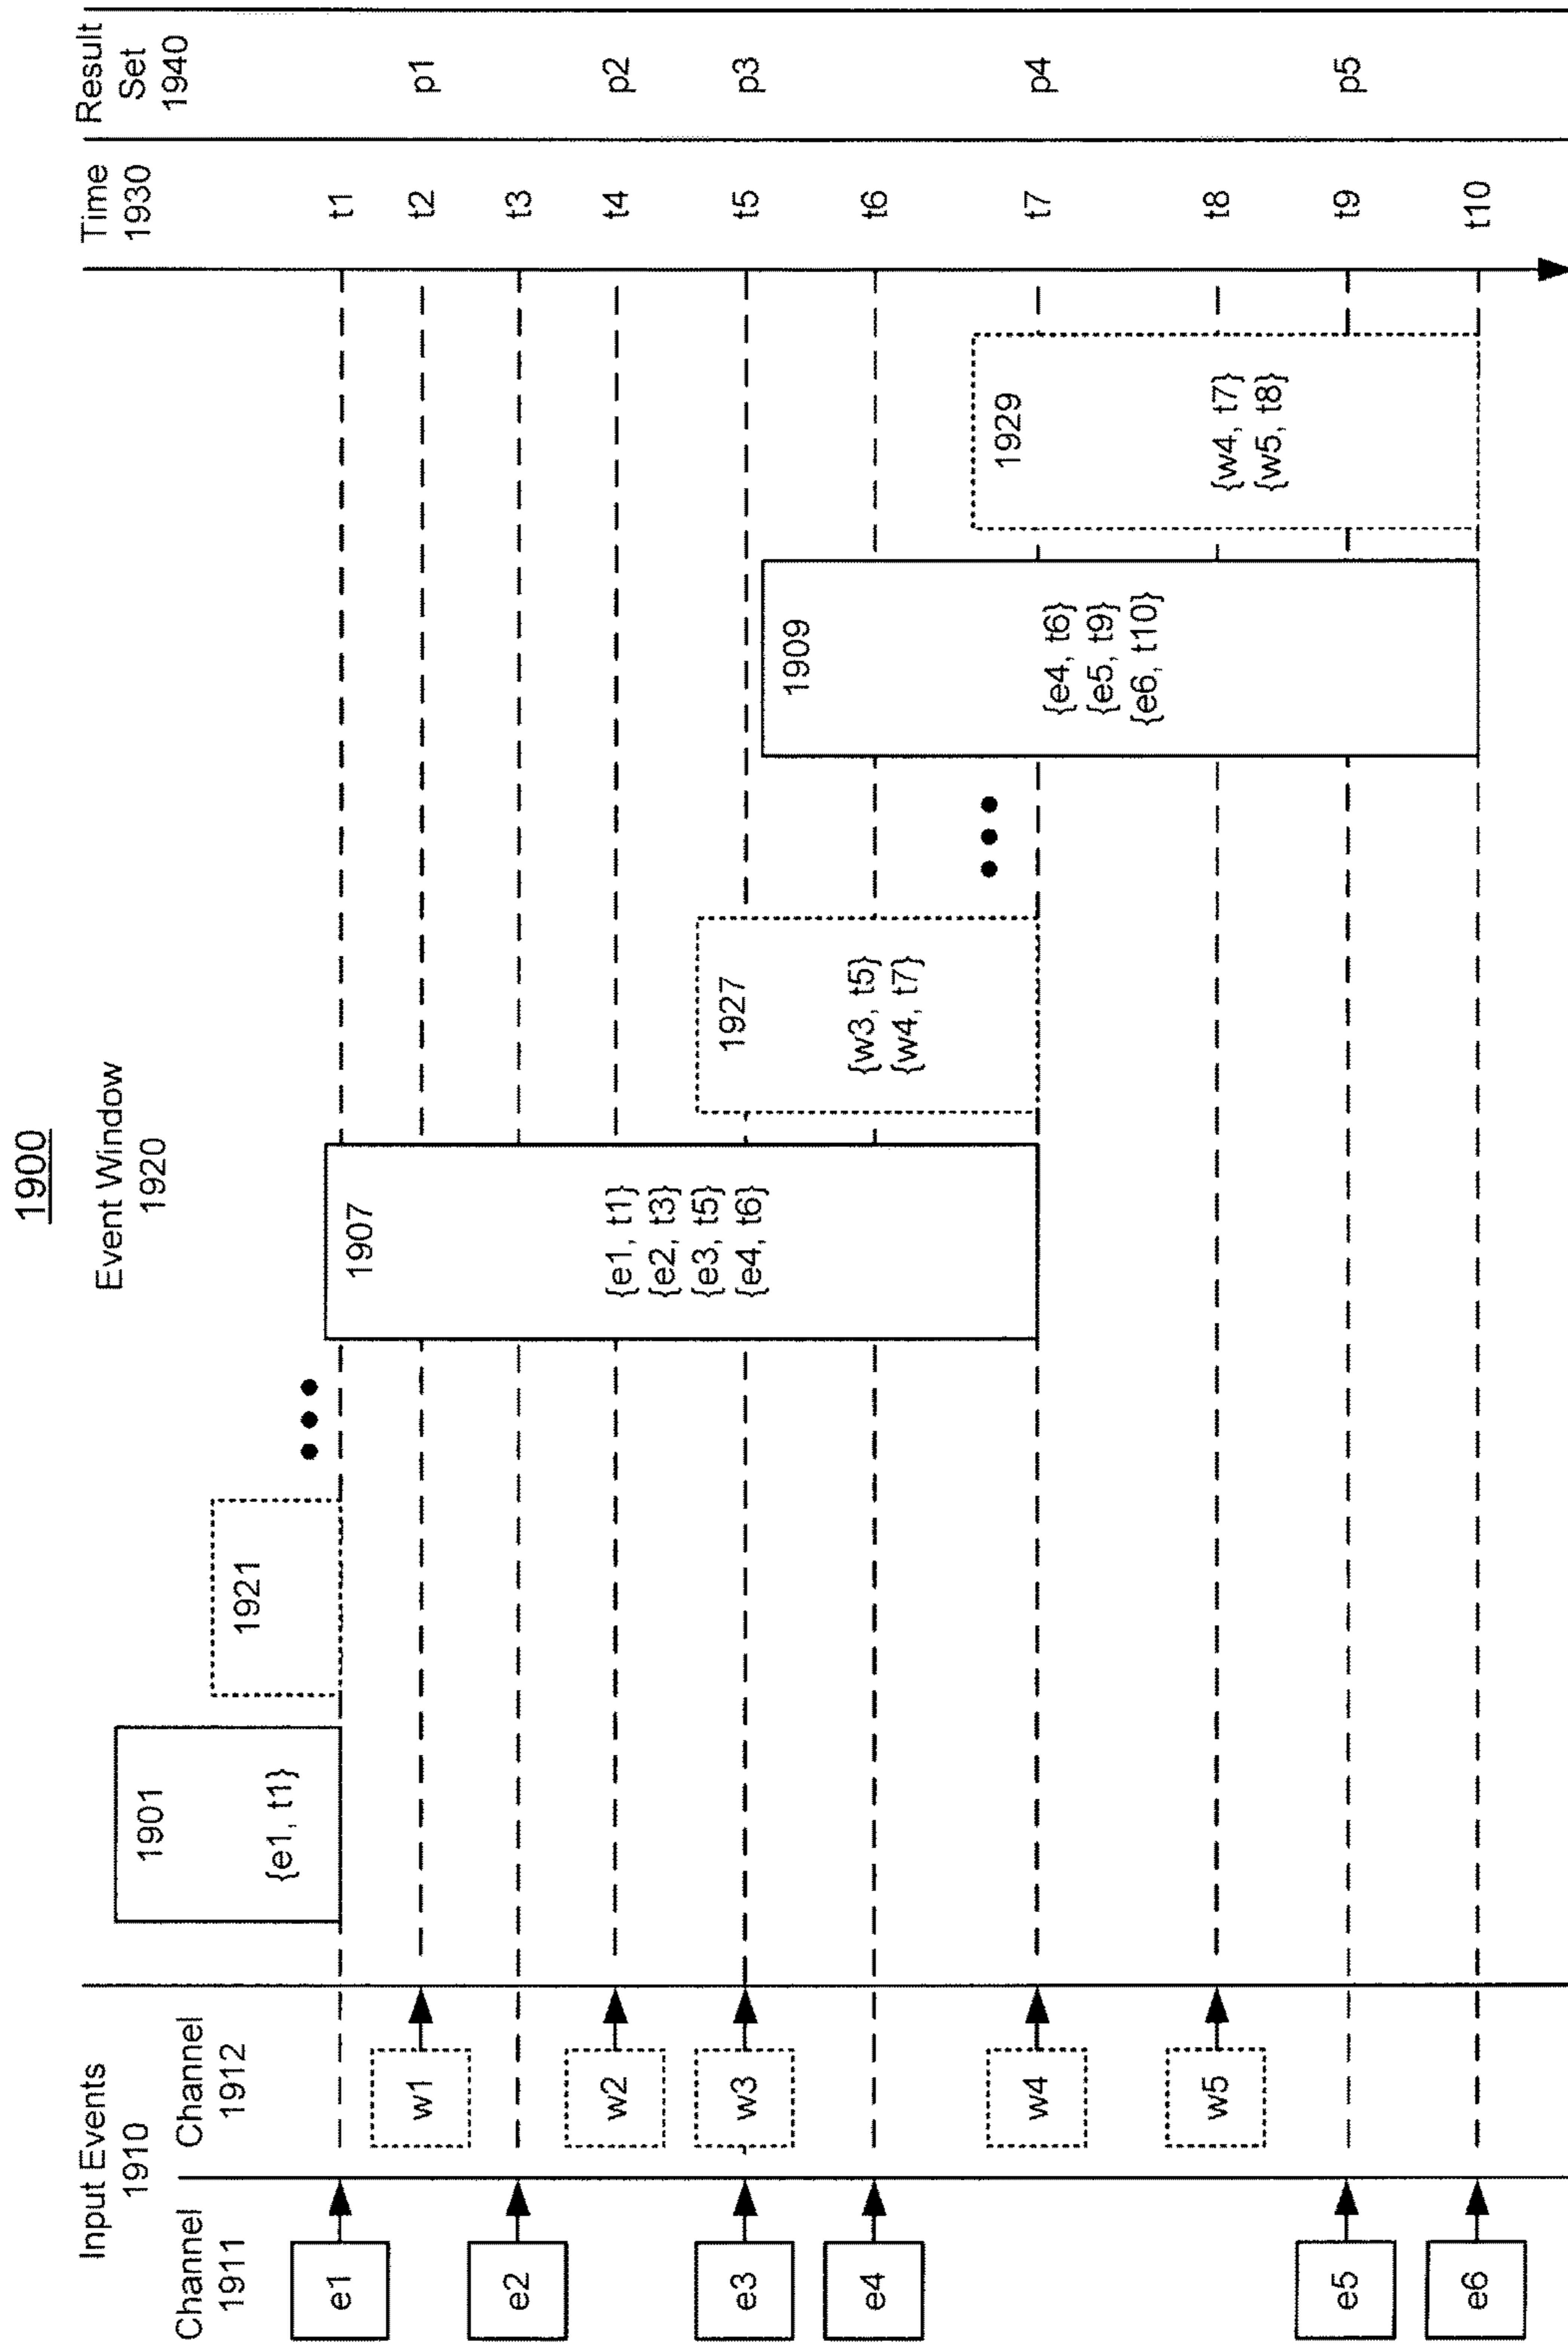 1900
Input Events
1910
Channel
1911
Channel
1912
Event Window
1920
Time
1930
Result
Set
1940
e1
1901
{e1, t1}
1921
t1
w1
t2
p1
e2
t3
w2
t4
p2
e3
w3
t5
p3
e4
t6
1907
{e1, t1}
{e2, t3}
{e3, t5}
{e4, t6}
1927
{w3, t5}
{w4, t7}
w4
t7
p4
w5
t8
1909
{e4, t6}
{e5, t9}
{e6, t10}
1929
{w4, t7}
{w5, t8}
e5
t9
p5
e6
t10